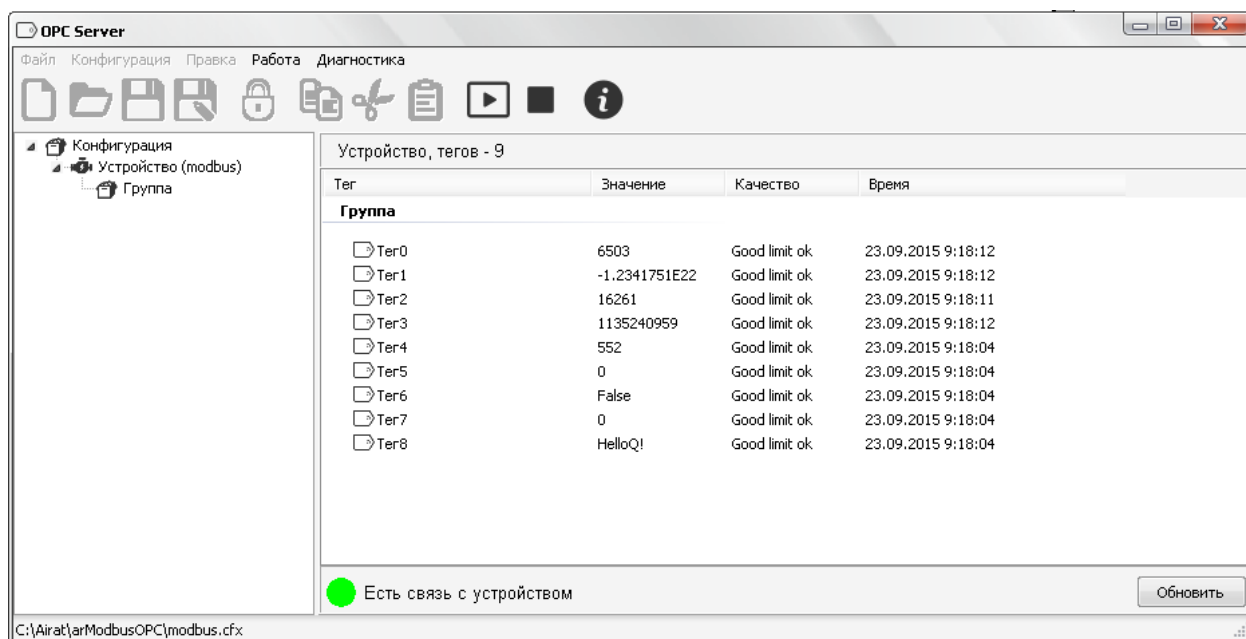 OPC Server
Файл Конфигурация Правка Работа Диагностика
Конфигурация
Устройство (modbus)
Группа
Устройство, тегов - 9
Тег Значение Качество Время
Группа
Тег0 6503 Good limit ok 23.09.2015 9:18:12
Тег1 -1.2341751E22 Good limit ok 23.09.2015 9:18:12
Тег2 16261 Good limit ok 23.09.2015 9:18:11
Тег3 1135240959 Good limit ok 23.09.2015 9:18:12
Тег4 552 Good limit ok 23.09.2015 9:18:04
Тег5 0 Good limit ok 23.09.2015 9:18:04
Тег6 False Good limit ok 23.09.2015 9:18:04
Тег7 0 Good limit ok 23.09.2015 9:18:04
Тег8 HelloQ! Good limit ok 23.09.2015 9:18:04
Есть связь с устройством
Обновить
C:\Airat\arModbusOPC\modbus.cfx